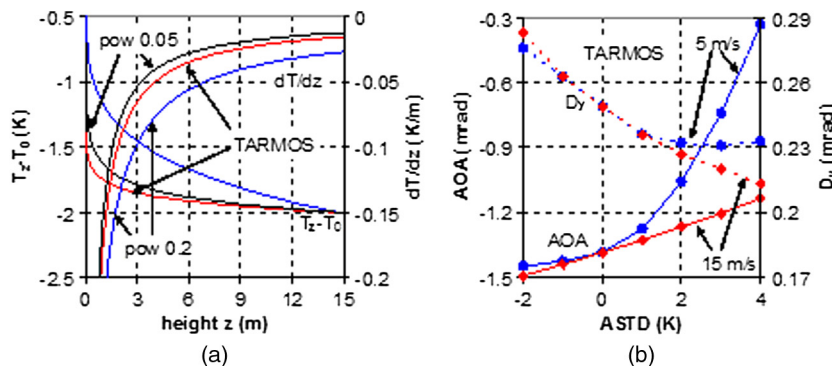 -0.5
-1
-1.5
-2
-2.5
T_z-T_0 (K)
pow 0.05
dT/dz
TARMOS
pow 0.2
T_z-T_0
0
-0.05
-0.1
-0.15
-0.2
dT/dz (K/m)
0 3 6 9 12 15
height z (m)
(a)
-0.3
-0.6
-0.9
-1.2
-1.5
AOA (mrad)
TARMOS
5 m/s
D_y
AOA
15 m/s
0.29
0.26
0.23
0.2
0.17
(mrad)
-2 0 2 4
ASTD (K)
(b)